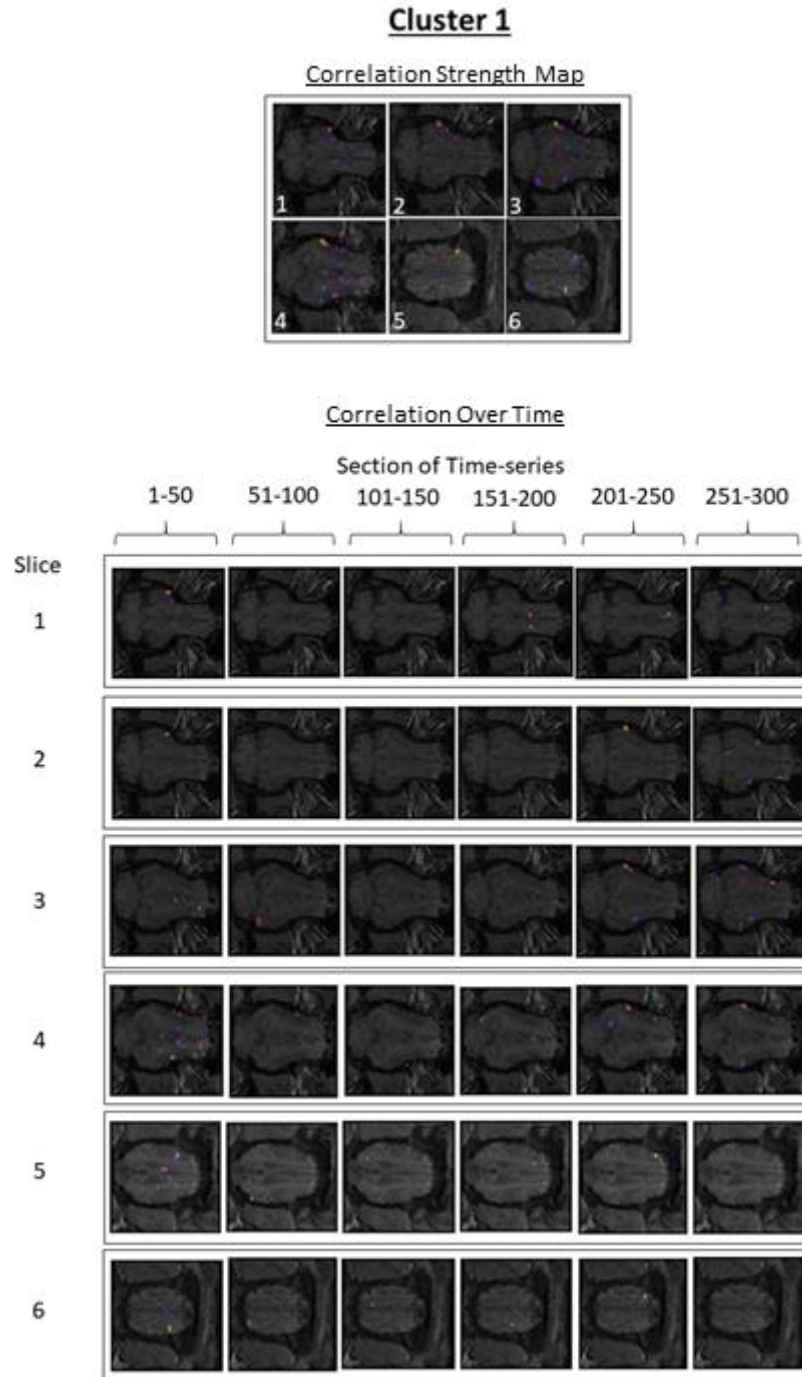 Cluster 1
Correlation Strength Map
1 2 3
4 5 6
Correlation Over Time
Section of Time-series
1-50 51-100 101-150 151-200 201-250 251-300
Slice
1
2
3
4
5
6